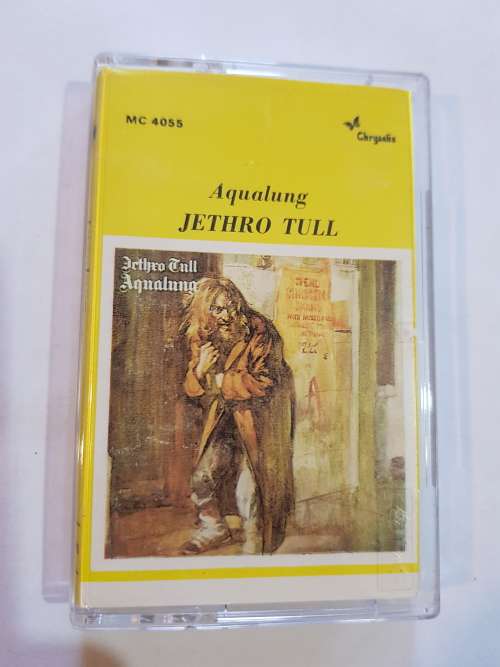 MC 4055
Chrysalis
Aqualung
JETHRO TULL
Jethro Tull
Aqualung